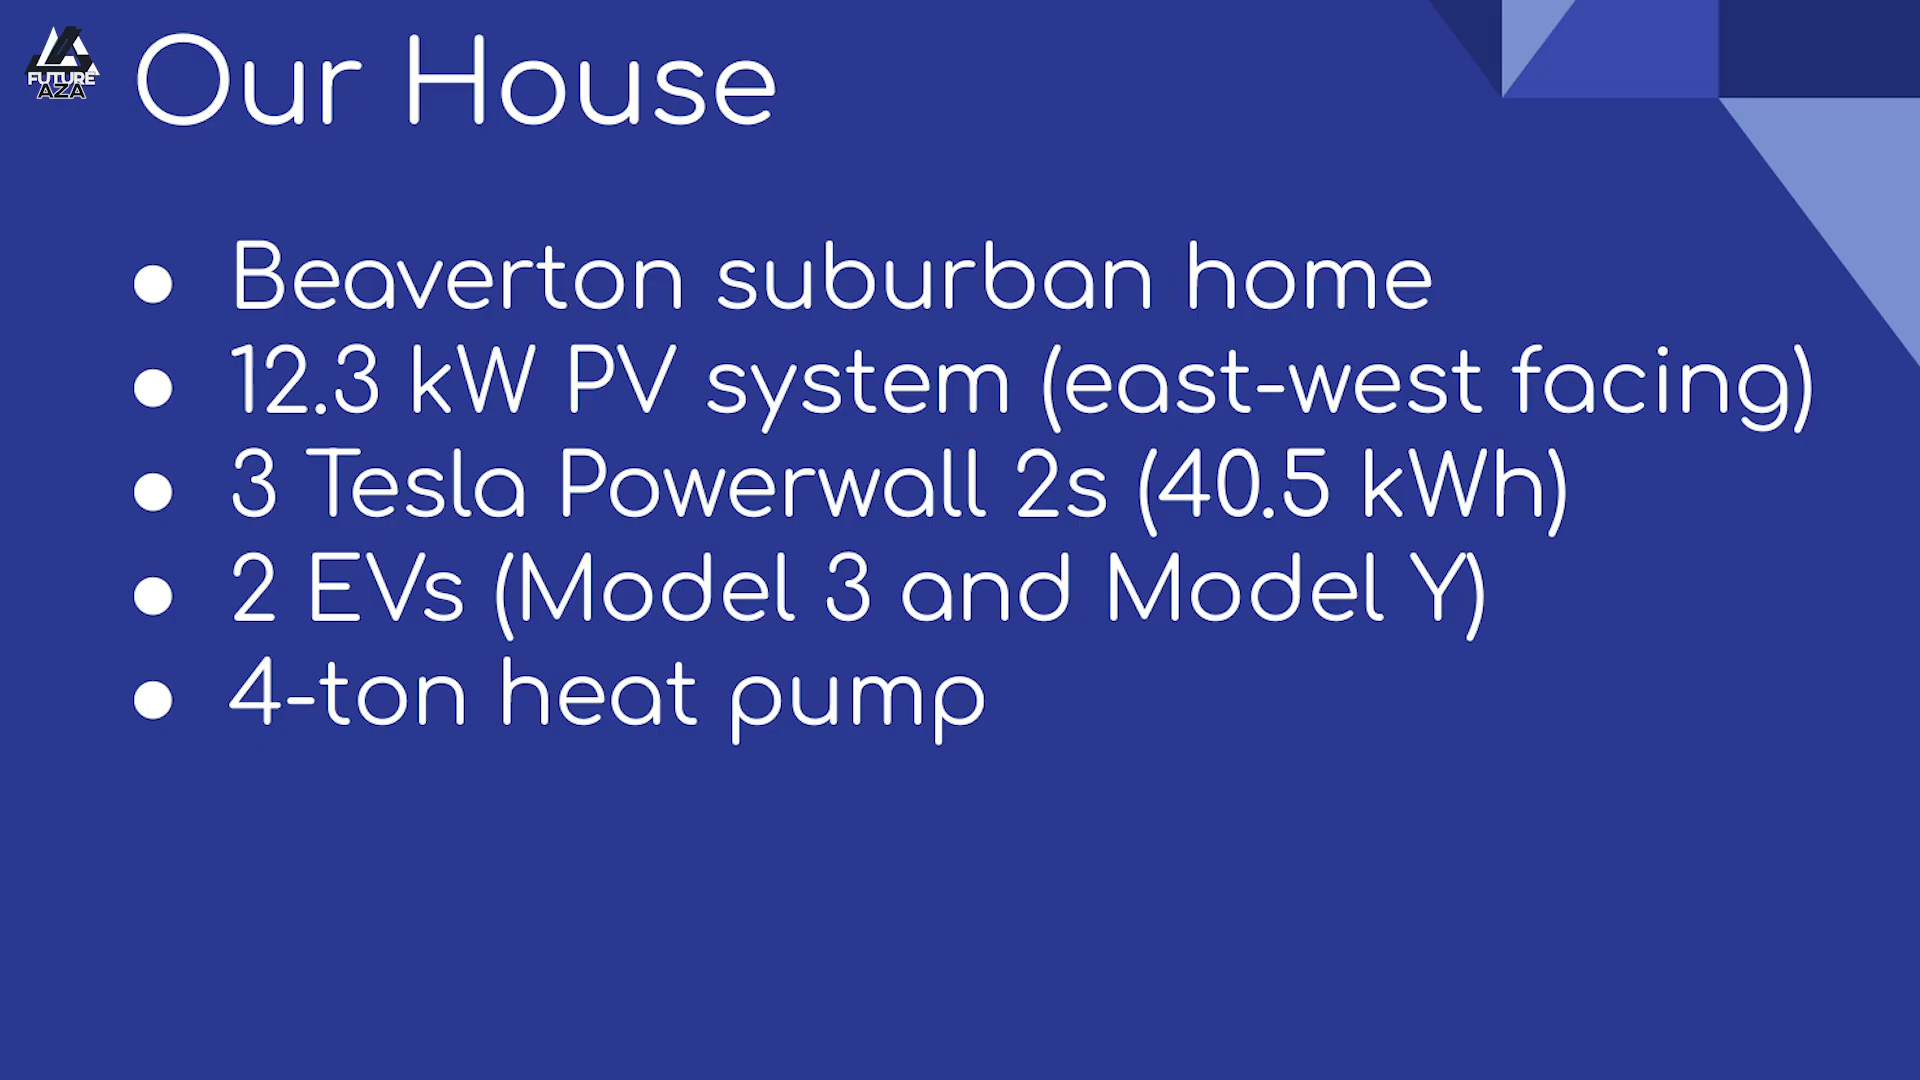 FUTURE
AZA
Our House
● Beaverton suburban home
● 12.3 kW PV system (east-west facing)
● 3 Tesla Powerwall 2s (40.5 kWh)
● 2 EVs (Model 3 and Model Y)
● 4-ton heat pump